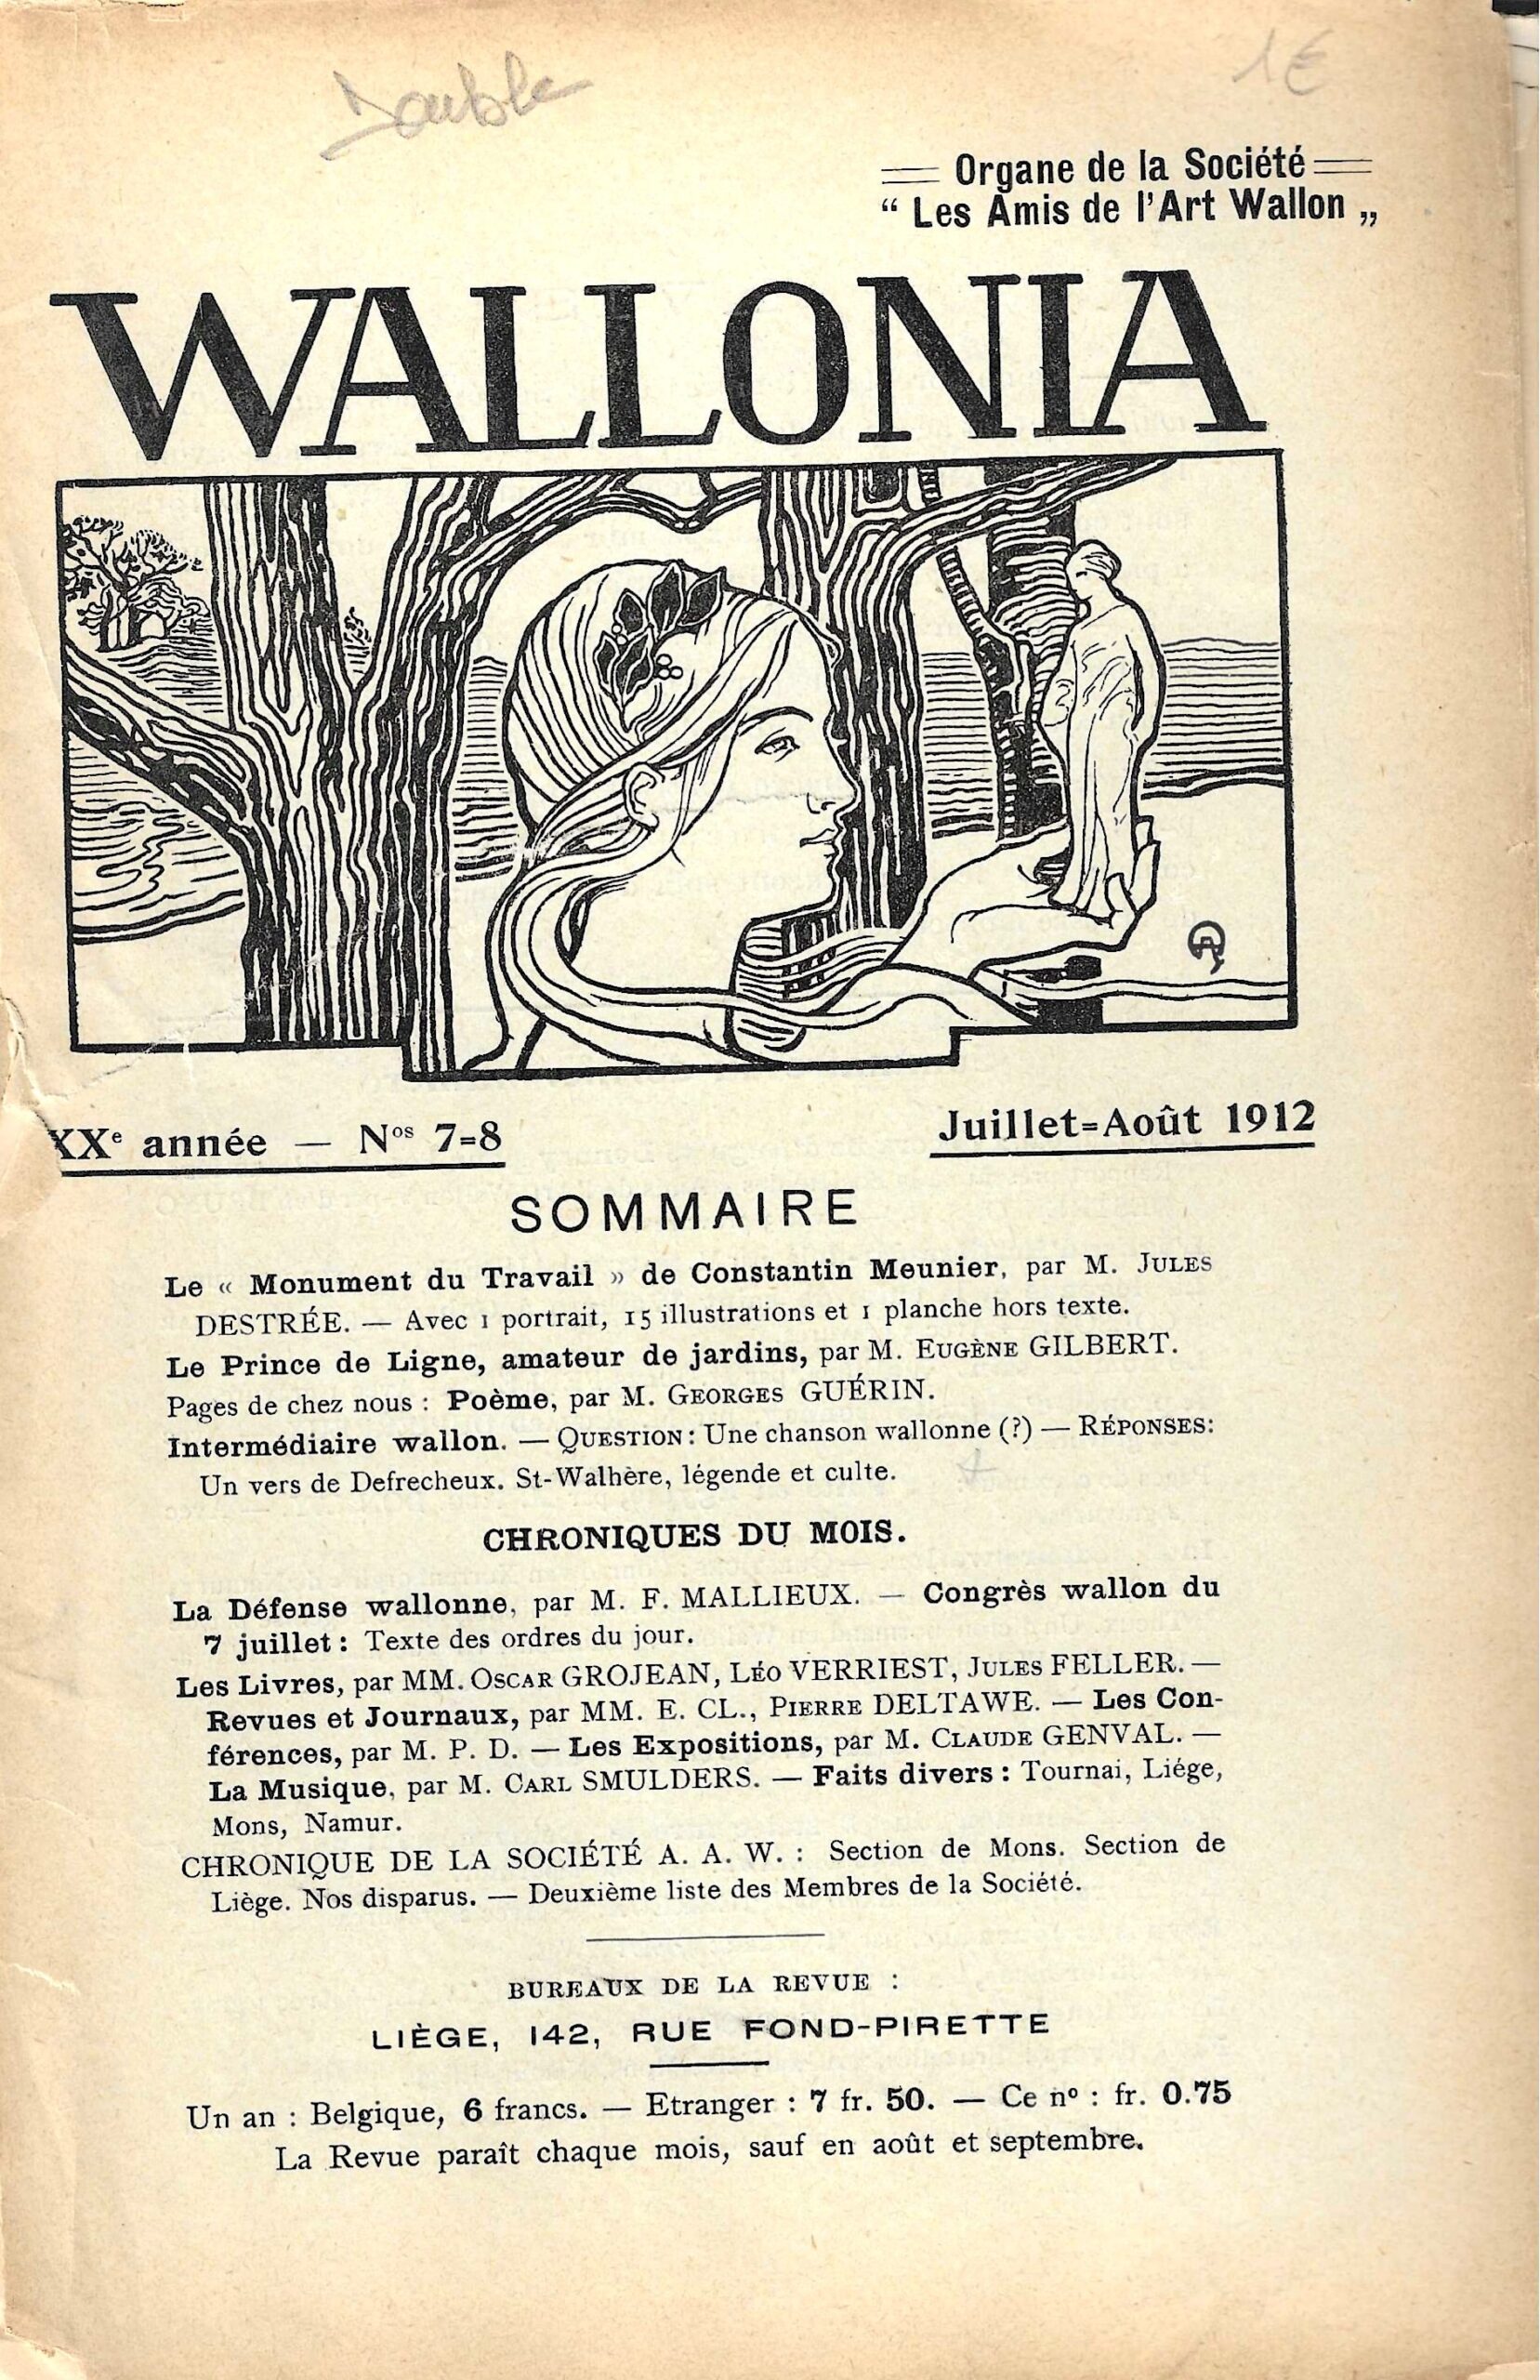 Double
1€
Organe de la Société
“ Les Amis de l'Art Wallon „
WALLONIA
XXᵉ année — Nᵒˢ 7=8
Juillet=Août 1912
SOMMAIRE
Le « Monument du Travail » de Constantin Meunier, par M. JULES
DESTRÉE. — Avec 1 portrait, 15 illustrations et 1 planche hors texte.
Le Prince de Ligne, amateur de jardins, par M. EUGÈNE GILBERT.
Pages de chez nous : Poème, par M. GEORGES GUÉRIN.
Intermédiaire wallon. — QUESTION : Une chanson wallonne (?) — RÉPONSES:
Un vers de Defrecheux. St-Walhère, légende et culte.
CHRONIQUES DU MOIS.
La Défense wallonne, par M. F. MALLIEUX. — Congrès wallon du
7 juillet : Texte des ordres du jour.
Les Livres, par MM. OSCAR GROJEAN, LÉO VERRIEST, JULES FELLER. —
Revues et Journaux, par MM. E. CL., PIERRE DELTAWE. — Les Con-
férences, par M. P. D. — Les Expositions, par M. CLAUDE GENVAL. —
La Musique, par M. CARL SMULDERS. — Faits divers : Tournai, Liége,
Mons, Namur.
CHRONIQUE DE LA SOCIÉTÉ A. A. W. : Section de Mons. Section de
Liège. Nos disparus. — Deuxième liste des Membres de la Société.
BUREAUX DE LA REVUE :
LIÈGE, 142, RUE FOND-PIRETTE
Un an : Belgique, 6 francs. — Etranger : 7 fr. 50. — Ce nº : fr. 0.75
La Revue paraît chaque mois, sauf en août et septembre.